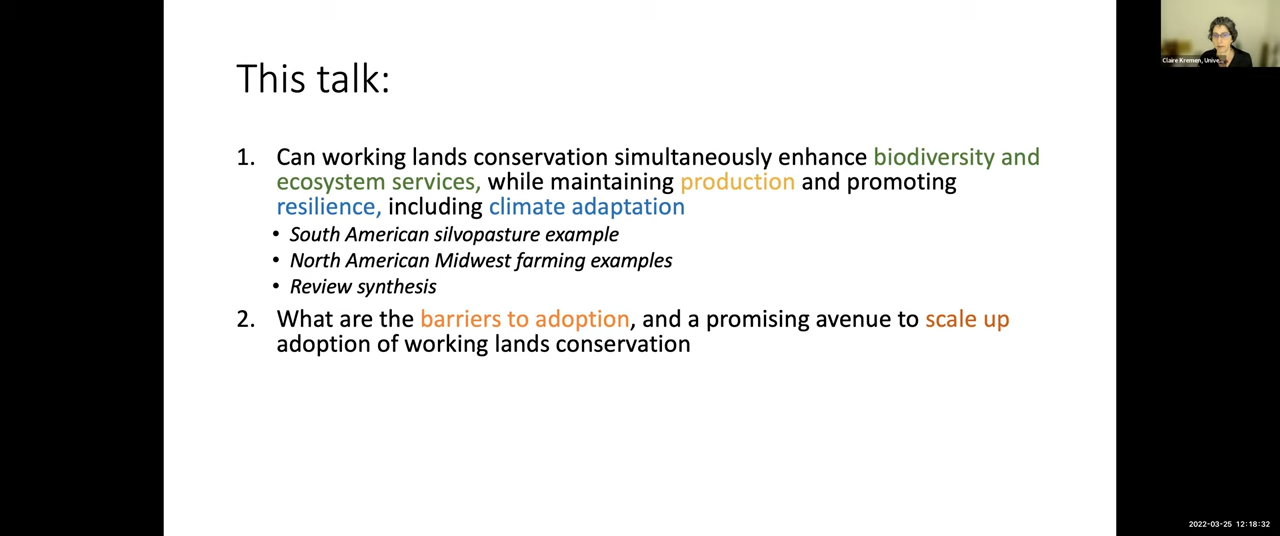 This talk:
1. Can working lands conservation simultaneously enhance biodiversity and
ecosystem services, while maintaining production and promoting
resilience, including climate adaptation
• South American silvopasture example
• North American Midwest farming examples
• Review synthesis
2. What are the barriers to adoption, and a promising avenue to scale up
adoption of working lands conservation
Claire Kremen, Unive...
2022-03-25 12:18:32